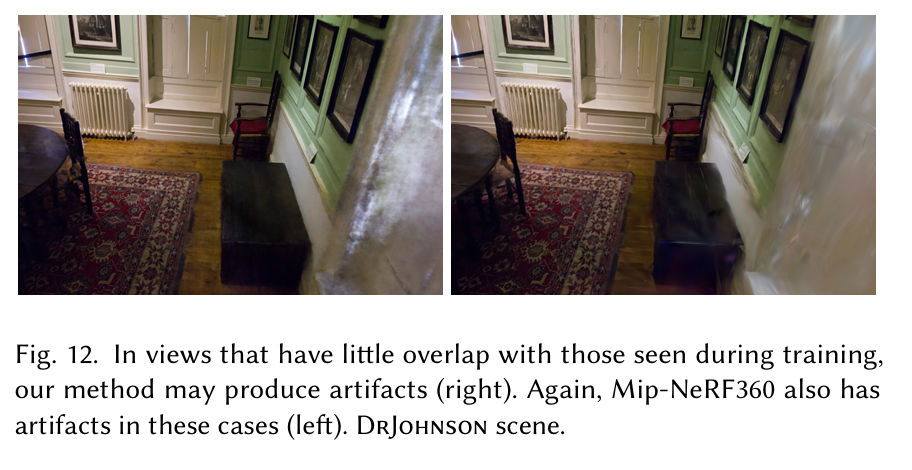 Fig. 12. In views that have little overlap with those seen during training,
our method may produce artifacts (right). Again, Mip-NeRF360 also has
artifacts in these cases (left). DrJohnson scene.